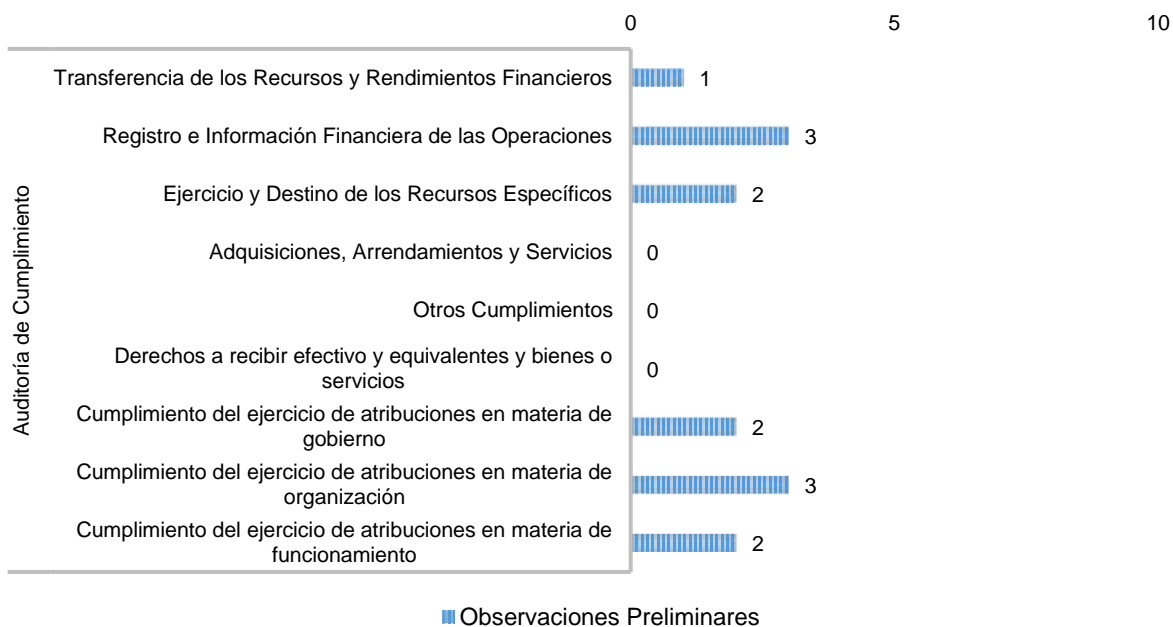 0 5 10
Auditoría de Cumplimiento
Transferencia de los Recursos y Rendimientos Financieros 1
Registro e Información Financiera de las Operaciones 3
Ejercicio y Destino de los Recursos Específicos 2
Adquisiciones, Arrendamientos y Servicios 0
Otros Cumplimientos 0
Derechos a recibir efectivo y equivalentes y bienes o
servicios 0
Cumplimiento del ejercicio de atribuciones en materia de
gobierno 2
Cumplimiento del ejercicio de atribuciones en materia de
organización 3
Cumplimiento del ejercicio de atribuciones en materia de
funcionamiento 2
Observaciones Preliminares